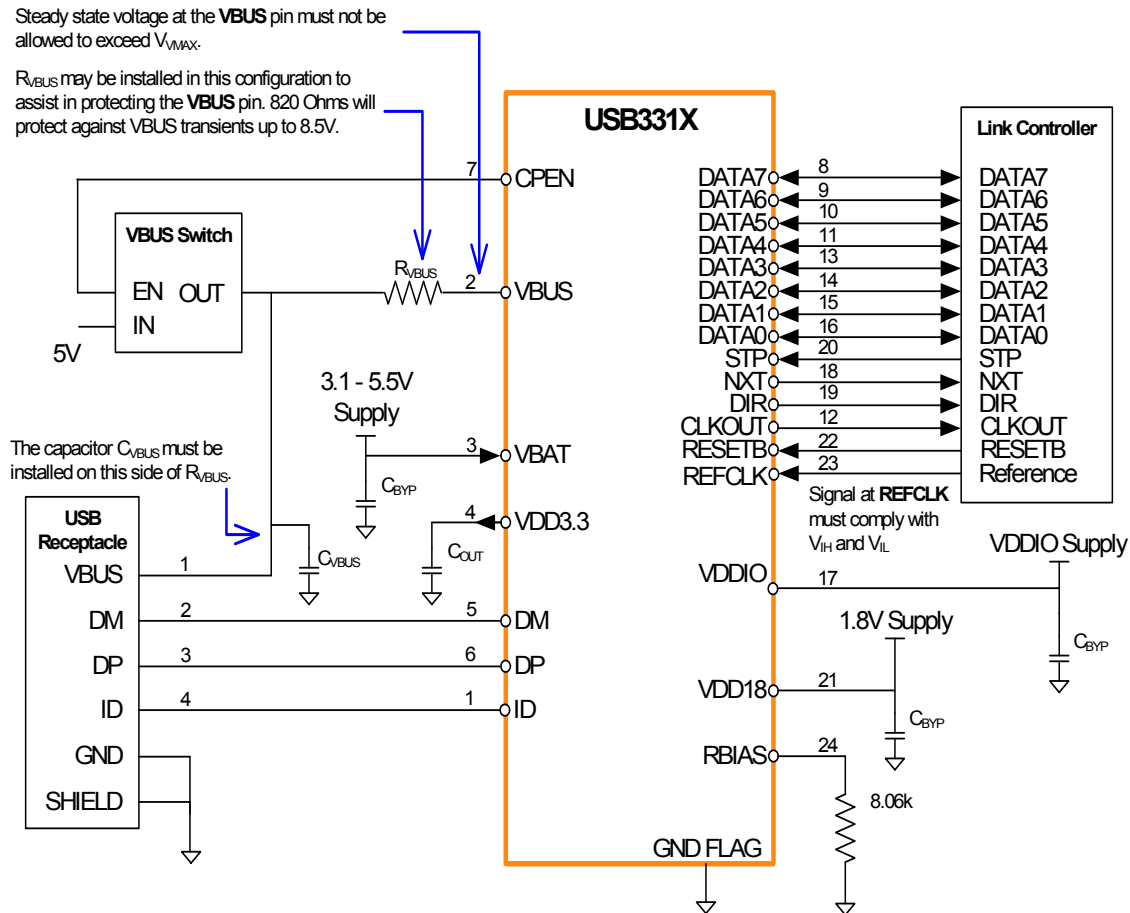 Steady state voltage at the VBUS pin must not be
allowed to exceed VVMAX.
RVBUS may be installed in this configuration to
assist in protecting the VBUS pin. 820 Ohms will
protect against VBUS transients up to 8.5V.
USB331X
Link Controller
7 CPEN
VBUS Switch
EN OUT
IN
5V
RVBUS
2 VBUS
3.1 - 5.5V
Supply
3 VBAT
CBYP
4 VDD3.3
COUT
The capacitor CVBUS must be
installed on this side of RVBUS.
CVBUS
USB
Receptacle
VBUS 1
DM 2 5 DM
DP 3 6 DP
ID 4 1 ID
GND
SHIELD
DATA7 8 DATA7
DATA6 9 DATA6
DATA5 10 DATA5
DATA4 11 DATA4
DATA3 13 DATA3
DATA2 14 DATA2
DATA1 15 DATA1
DATA0 16 DATA0
STP 20 STP
NXT 18 NXT
DIR 19 DIR
CLKOUT 12 CLKOUT
RESETB 22 RESETB
REFCLK 23 Reference
Signal at REFCLK
must comply with
VIH and VIL
VDDIO Supply
VDDIO 17
CBYP
1.8V Supply
VDD18 21
CBYP
RBIAS 24
8.06k
GND FLAG